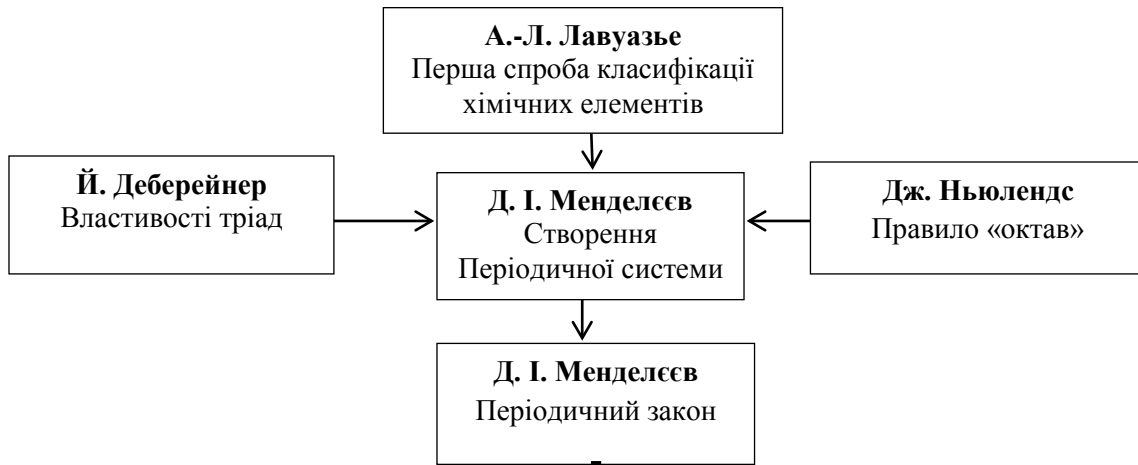 А.-Л. Лавуазье
Перша спроба класифікації
хімічних елементів
Й. Деберейнер
Властивості тріад
Д. І. Менделєєв
Створення
Періодичної системи
Дж. Ньюлендс
Правило «октав»
Д. І. Менделєєв
Періодичний закон